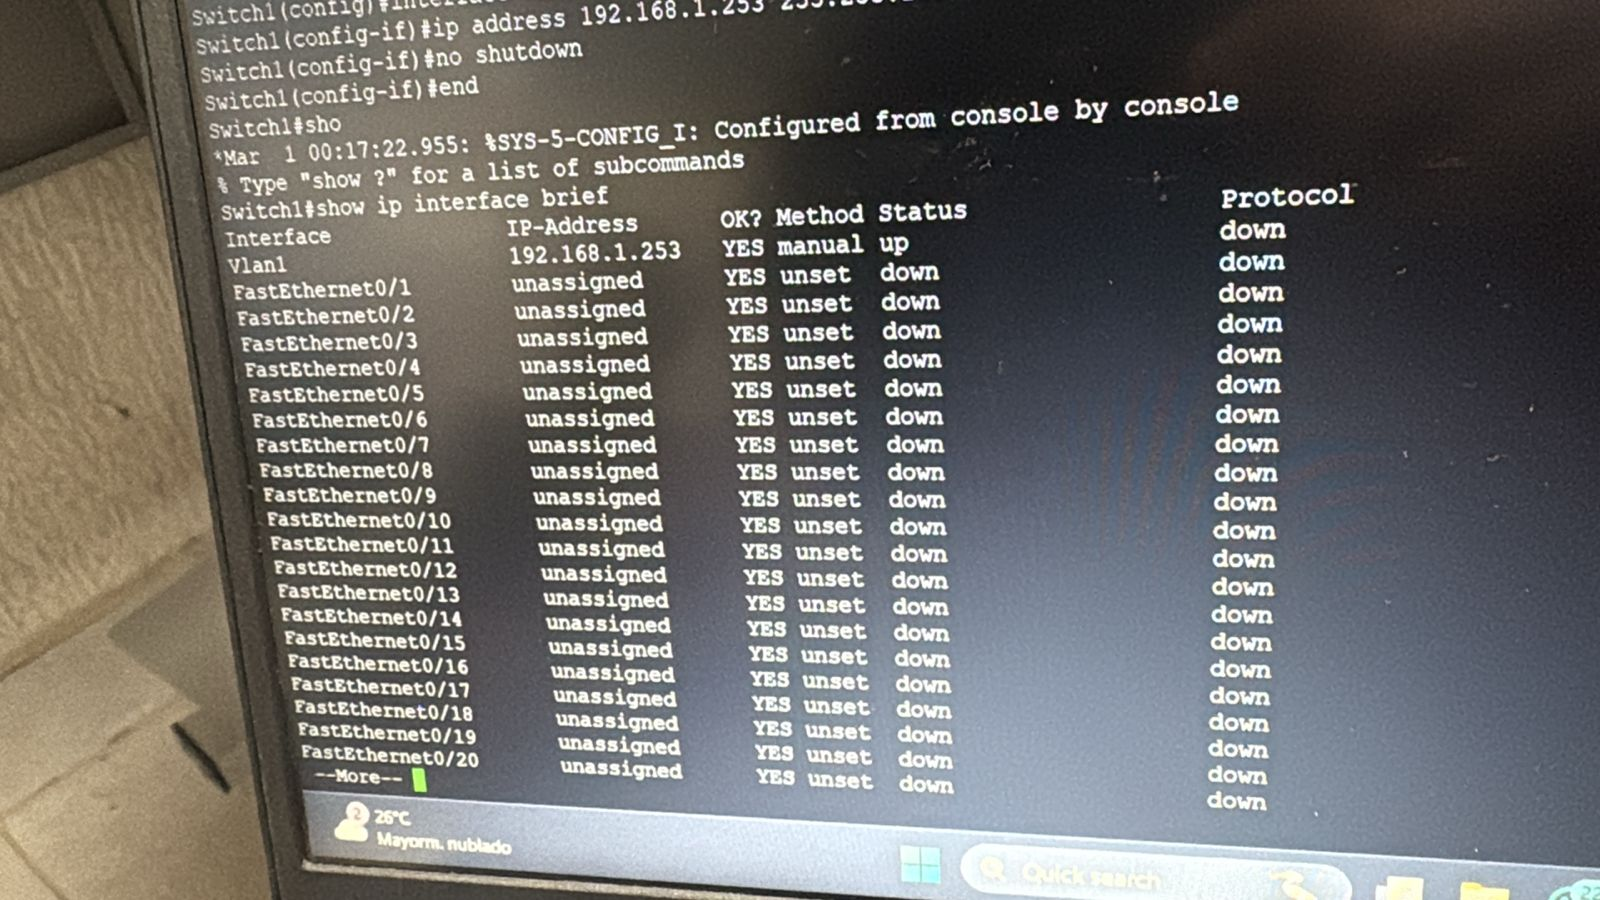 Switch1(config)#
Switch1(config-if)#ip address 192.168.1.253
Switch1(config-if)#no shutdown
Switch1(config-if)#end
Switch1#sho
*Mar  1 00:17:22.955: %SYS-5-CONFIG_I: Configured from console by console
% Type "show ?" for a list of subcommands
Switch1#show ip interface brief
Interface IP-Address OK? Method Status Protocol
Vlan1 192.168.1.253 YES manual up down
FastEthernet0/1 unassigned YES unset down down
FastEthernet0/2 unassigned YES unset down down
FastEthernet0/3 unassigned YES unset down down
FastEthernet0/4 unassigned YES unset down down
FastEthernet0/5 unassigned YES unset down down
FastEthernet0/6 unassigned YES unset down down
FastEthernet0/7 unassigned YES unset down down
FastEthernet0/8 unassigned YES unset down down
FastEthernet0/9 unassigned YES unset down down
FastEthernet0/10 unassigned YES unset down down
FastEthernet0/11 unassigned YES unset down down
FastEthernet0/12 unassigned YES unset down down
FastEthernet0/13 unassigned YES unset down down
FastEthernet0/14 unassigned YES unset down down
FastEthernet0/15 unassigned YES unset down down
FastEthernet0/16 unassigned YES unset down down
FastEthernet0/17 unassigned YES unset down down
FastEthernet0/18 unassigned YES unset down down
FastEthernet0/19 unassigned YES unset down down
FastEthernet0/20 unassigned YES unset down down
--More--
2
26°C
Mayorm. nublado
Quick search
22